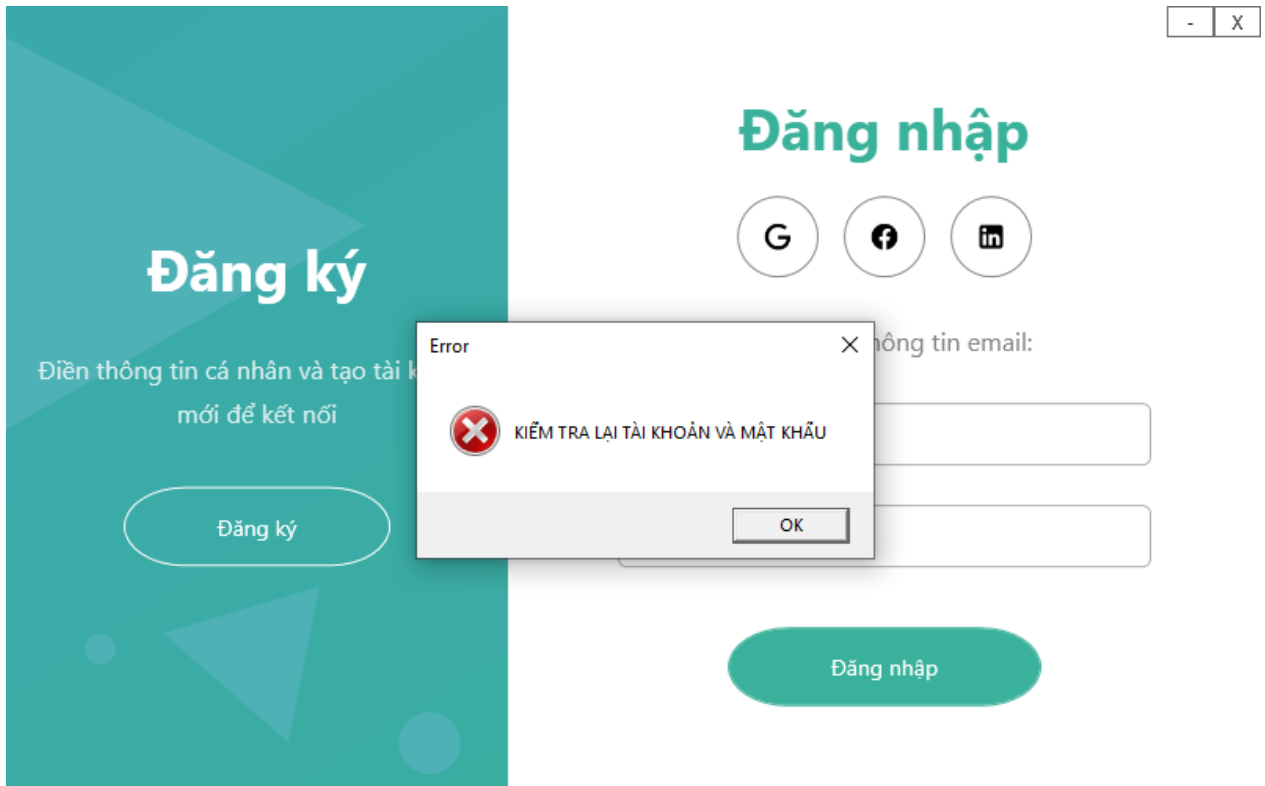 - X
Đăng nhập
Đăng ký
Điền thông tin cá nhân và tạo tài
mới để kết nối
Đăng ký
thông tin email:
Error
KIỂM TRA LẠI TÀI KHOẢN VÀ MẬT KHẨU
OK
Đăng nhập